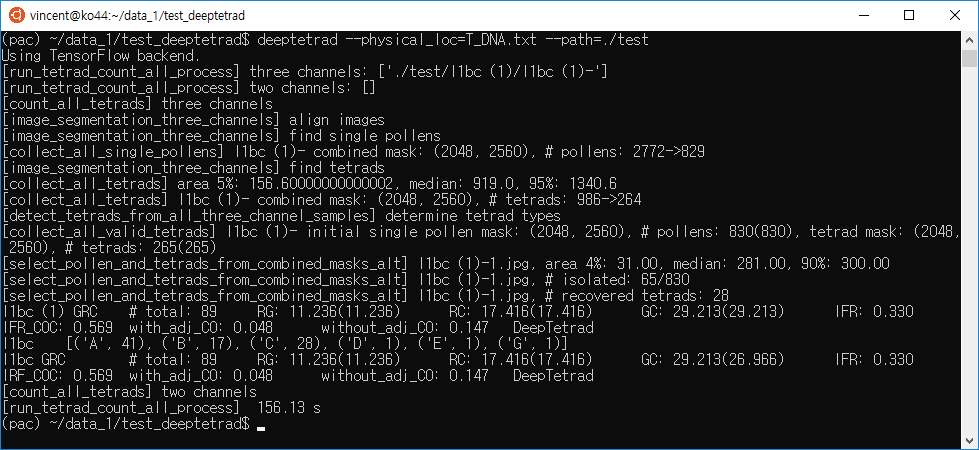 vincent@ko44:~/data_1/test_deeptetrad
(pac) ~/data_1/test_deeptetrad$ deeptetrad --physical_loc=T_DNA.txt --path=./test
Using TensorFlow backend.
[run_tetrad_count_all_process] three channels: ['./test/l1bc (1)/l1bc (1)-']
[run_tetrad_count_all_process] two channels: []
[count_all_tetrads] three channels
[image_segmentation_three_channels] align images
[image_segmentation_three_channels] find single pollens
[collect_all_single_pollens] l1bc (1)- combined mask: (2048, 2560), # pollens: 2772->829
[image_segmentation_three_channels] find tetrads
[collect_all_tetrads] area 5%: 156.60000000000002, median: 919.0, 95%: 1340.6
[collect_all_tetrads] l1bc (1)- combined mask: (2048, 2560), # tetrads: 986->264
[detect_tetrads_from_all_three_channel_samples] determine tetrad types
[collect_all_valid_tetrads] l1bc (1)- initial single pollen mask: (2048, 2560), # pollens: 830(830), tetrad mask: (2048,
2560), # tetrads: 265(265)
[select_pollen_and_tetrads_from_combined_masks_alt] l1bc (1)-1.jpg, area 4%: 31.00, median: 281.00, 90%: 300.00
[select_pollen_and_tetrads_from_combined_masks_alt] l1bc (1)-1.jpg, # isolated: 65/830
[select_pollen_and_tetrads_from_combined_masks_alt] l1bc (1)-1.jpg, # recovered tetrads: 28
l1bc (1) GRC # total: 89 RG: 11.236(11.236) RC: 17.416(17.416) GC: 29.213(29.213) IFR: 0.330
IFR_COC: 0.569 with_adj_CO: 0.048 without_adj_CO: 0.147 DeepTetrad
l1bc [('A', 41), ('B', 17), ('C', 28), ('D', 1), ('E', 1), ('G', 1)]
l1bc GRC # total: 89 RG: 11.236(11.236) RC: 17.416(17.416) GC: 29.213(26.966) IFR: 0.330
IRF_COC: 0.569 with_adj_CO: 0.048 without_adj_CO: 0.147 DeepTetrad
[count_all_tetrads] two channels
[run_tetrad_count_all_process] 156.13 s
(pac) ~/data_1/test_deeptetrad$